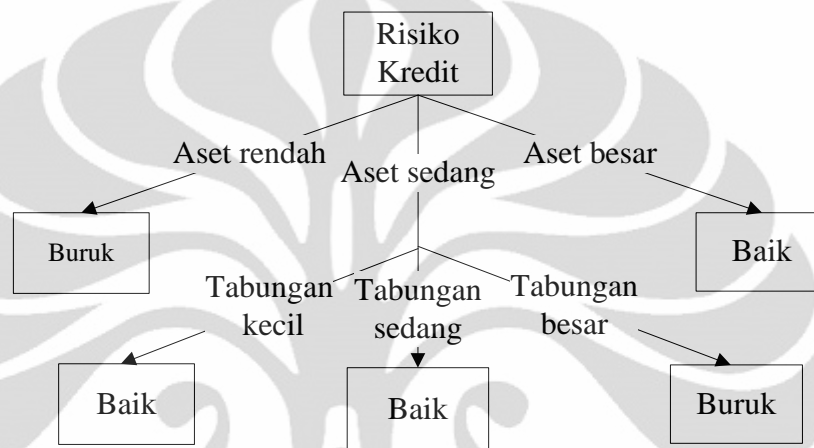 Risiko
Kredit
Aset rendah
Aset sedang
Aset besar
Buruk
Baik
Tabungan
kecil
Tabungan
sedang
Tabungan
besar
Baik
Baik
Buruk